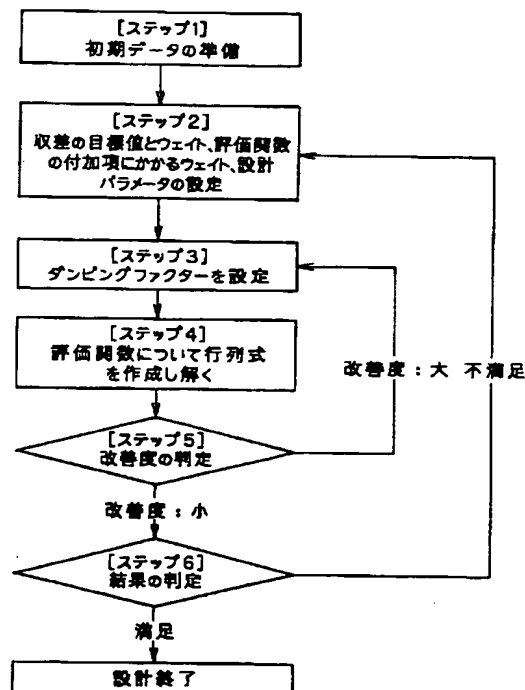 [ステップ1]
初期データの準備
[ステップ2]
収差の目標値とウェイト、評価関数
の付加項にかかるウェイト、設計
パラメータの設定
[ステップ3]
ダンピングファクターを設定
[ステップ4]
評価関数について行列式
を作成し解く
改善度：大 不満足
[ステップ5]
改善度の判定
改善度：小
[ステップ6]
結果の判定
満足
設計終了